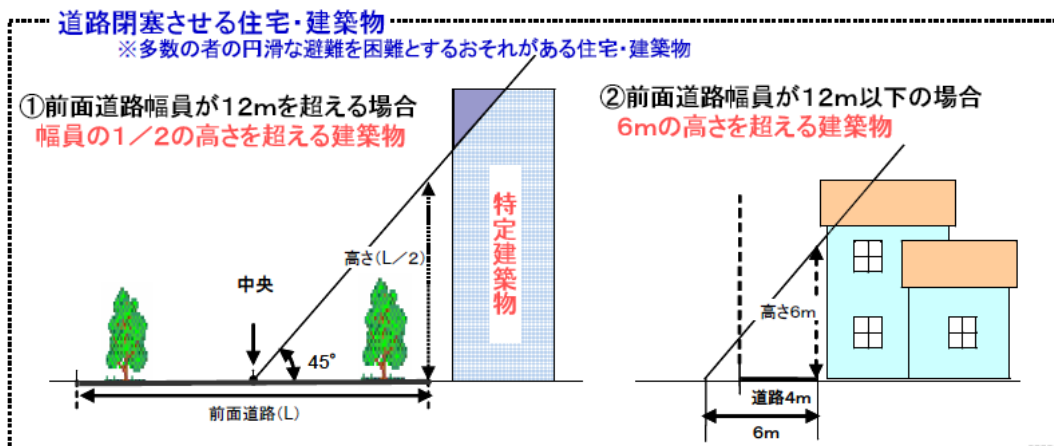 道路閉塞させる住宅・建築物
※多数の者の円滑な避難を困難とするおそれがある住宅・建築物
①前面道路幅員が12mを超える場合
幅員の1/2の高さを超える建築物
特定建築物
高さ(L/2)
中央
45°
前面道路(L)
②前面道路幅員が12m以下の場合
6mの高さを超える建築物
高さ6m
道路4m
6m